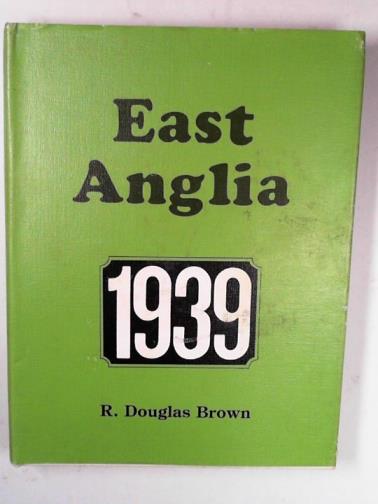 East
Anglia
1939
R. Douglas Brown